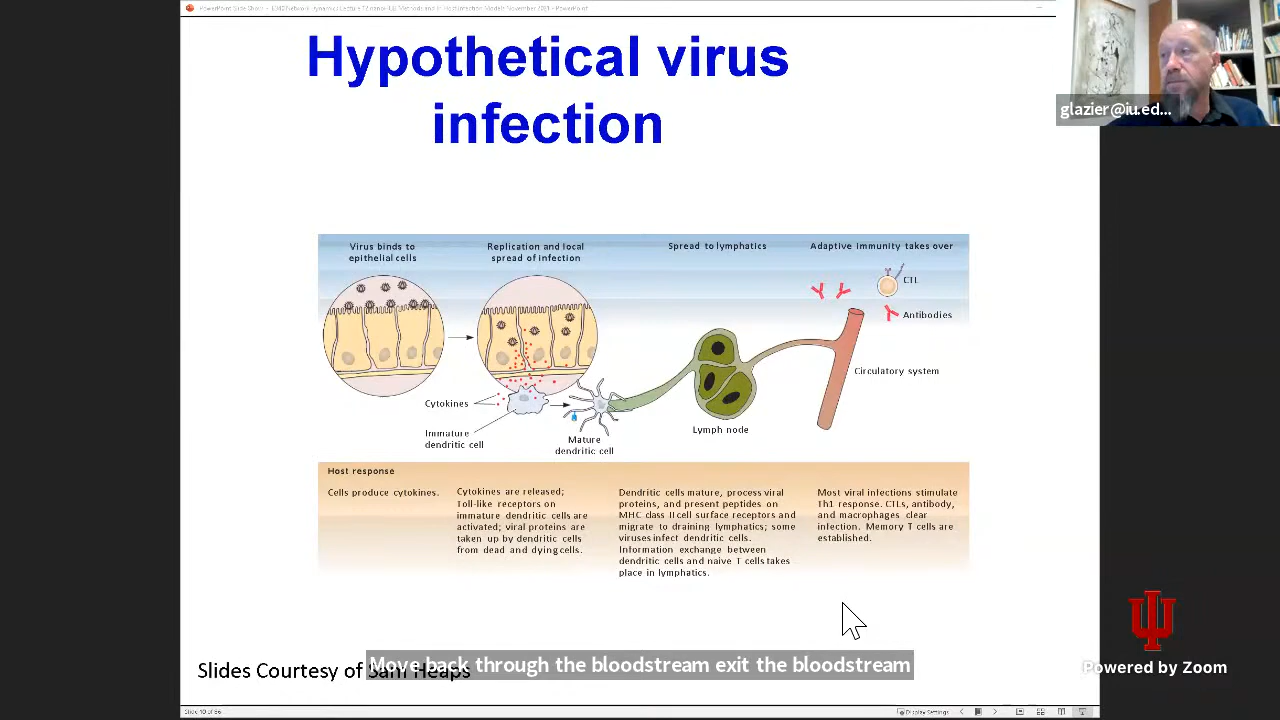 Hypothetical virus
infection
glazier@iu.ed...
Virus binds to
epithelial cells
Replication and local
spread of infection
Spread to lymphatics
Adaptive immunity takes over
CTL
Antibodies
Circulatory system
Cytokines
Immature
dendritic cell
Mature
dendritic cell
Lymph node
Host response
Cells produce cytokines.
Cytokines are released;
Toll-like receptors on
immature dendritic cells are
activated; viral proteins are
taken up by dendritic cells
from dead and dying cells.
Dendritic cells mature, process viral
proteins, and present peptides on
MHC class II cell surface receptors and
migrate to draining lymphatics; some
viruses infect dendritic cells.
Information exchange between
dendritic cells and naive T cells takes
place in lymphatics.
Most viral infections stimulate
Th1 response. CTLs, antibody,
and macrophages clear
infection. Memory T cells are
established.
Slides Courtesy of Sam Heaps
Move back through the bloodstream exit the bloodstream
Powered by Zoom
Display Settings